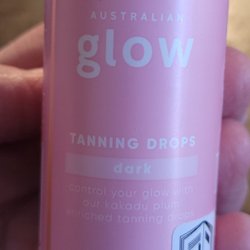 AUSTRALIAN
glow
TANNING DROPS
dark
control your glow with
our kakadu plum
enriched tanning drops